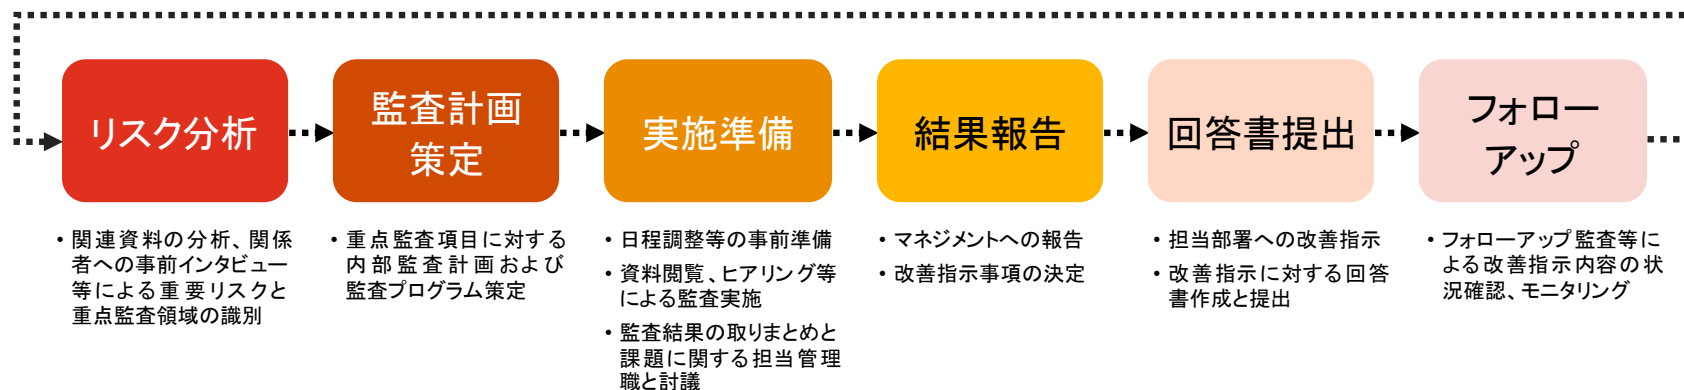 リスク分析
・関連資料の分析、関係
者への事前インタビュー
等による重要リスクと
重点監査領域の識別
監査計画
策定
・重点監査項目に対する
内部監査計画および
監査プログラム策定
実施準備
・日程調整等の事前準備
・資料閲覧、ヒアリング等
による監査実施
・監査結果の取りまとめと
課題に関する担当管理
職と討議
結果報告
・マネジメントへの報告
・改善指示事項の決定
回答書提出
・担当部署への改善指示
・改善指示に対する回答
書作成と提出
フォロー
アップ
・フォローアップ監査等に
よる改善指示内容の状
況確認、モニタリング